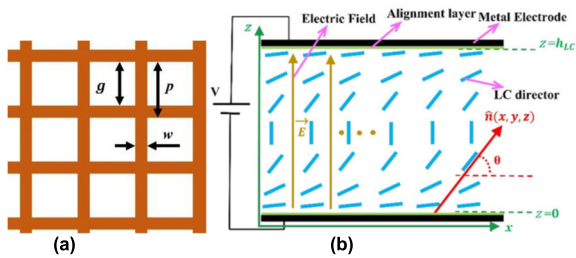 g
p
w
(a)
Electric Field
Alignment layer
Metal Electrode
z
z=h_LC
V
LC director
E
n̂(x, y, z)
θ
z=0
x
(b)